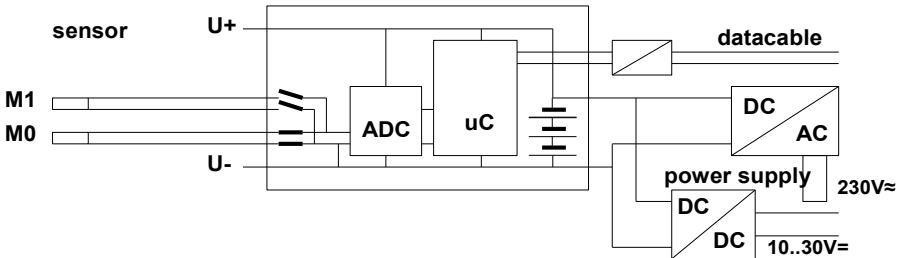 sensor
U+
datacable
M1
M0
ADC
uC
DC
AC
U-
power supply
230V≈
DC
DC
10..30V=